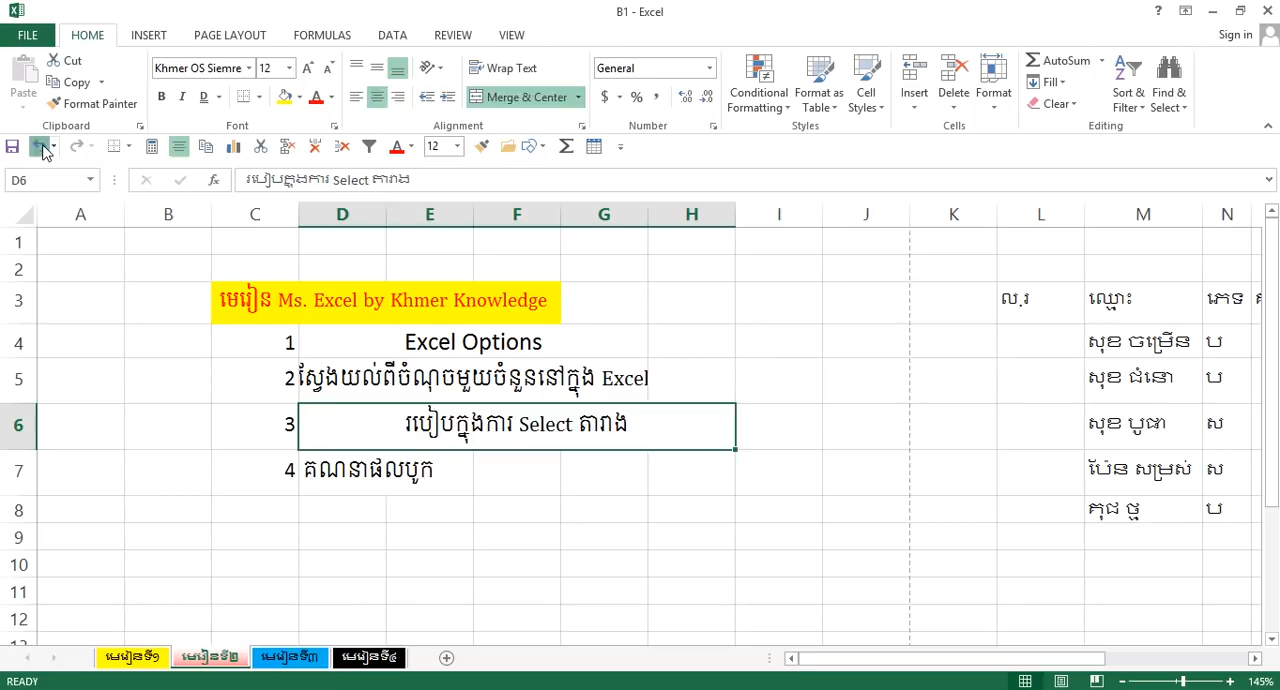 B1 - Excel
FILE HOME INSERT PAGE LAYOUT FORMULAS DATA REVIEW VIEW Sign in
Cut
Copy
Format Painter
Paste
Clipboard
Khmer OS Siemre 12
B I D
Font
Wrap Text
Merge & Center
Alignment
General
$ % ,
Number
Conditional Formatting
Format as Table
Cell Styles
Styles
Insert Delete Format
Cells
AutoSum
Fill
Clear
Sort & Filter
Find & Select
Editing
12
D6 fx របៀបក្នុងការ Select តារាង
A B C D E F G H I J K L M N
1
2
3 មេរៀន Ms. Excel by Khmer Knowledge ល.រ ឈ្មោះ ភេទ
4 1 Excel Options សុខ ចម្រើន ប
5 2 ស្វែងយល់ពីចំណុចមួយចំនួននៅក្នុង Excel សុខ ជំនោ ប
6 3 របៀបក្នុងការ Select តារាង សុខ បូផា ស
7 4 គណនាផលបូក ប៉ែន សម្រស់ ស
8 គុជ ថ្ម ប
9
10
11
12
មេរៀនទី១ មេរៀនទី២ មេរៀនទី៣ មេរៀនទី៤
READY 145%